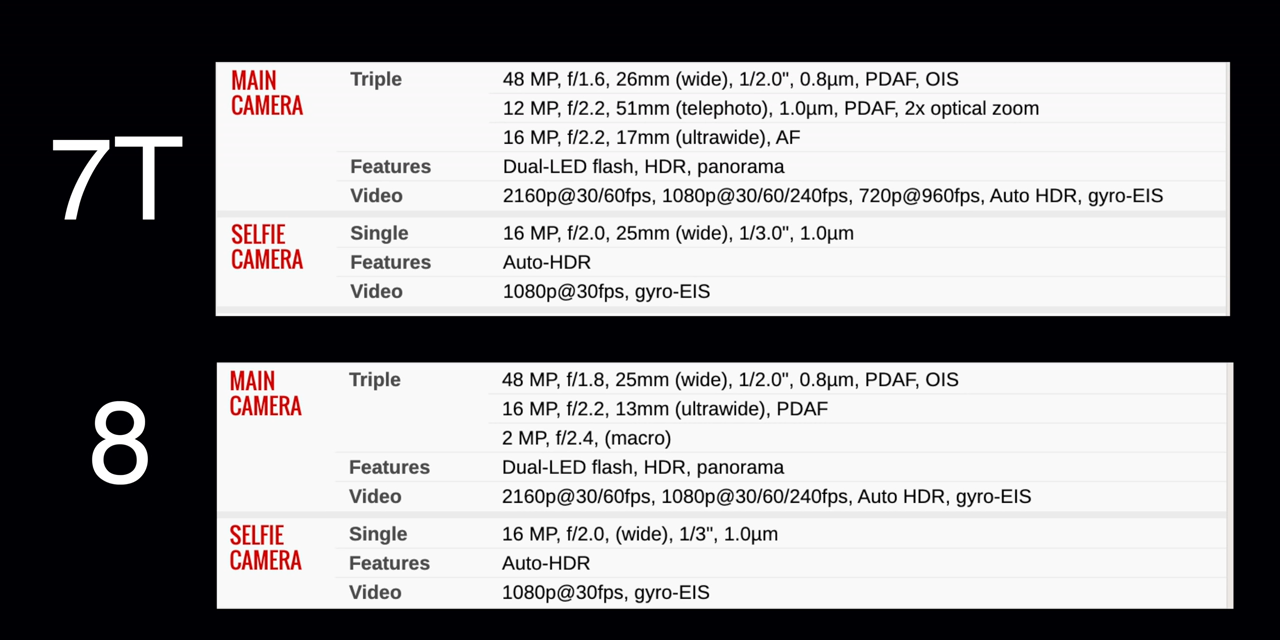 7T
MAIN CAMERA
Triple 48 MP, f/1.6, 26mm (wide), 1/2.0", 0.8µm, PDAF, OIS
12 MP, f/2.2, 51mm (telephoto), 1.0µm, PDAF, 2x optical zoom
16 MP, f/2.2, 17mm (ultrawide), AF
Features Dual-LED flash, HDR, panorama
Video 2160p@30/60fps, 1080p@30/60/240fps, 720p@960fps, Auto HDR, gyro-EIS
SELFIE CAMERA
Single 16 MP, f/2.0, 25mm (wide), 1/3.0", 1.0µm
Features Auto-HDR
Video 1080p@30fps, gyro-EIS
8
MAIN CAMERA
Triple 48 MP, f/1.8, 25mm (wide), 1/2.0", 0.8µm, PDAF, OIS
16 MP, f/2.2, 13mm (ultrawide), PDAF
2 MP, f/2.4, (macro)
Features Dual-LED flash, HDR, panorama
Video 2160p@30/60fps, 1080p@30/60/240fps, Auto HDR, gyro-EIS
SELFIE CAMERA
Single 16 MP, f/2.0, (wide), 1/3", 1.0µm
Features Auto-HDR
Video 1080p@30fps, gyro-EIS